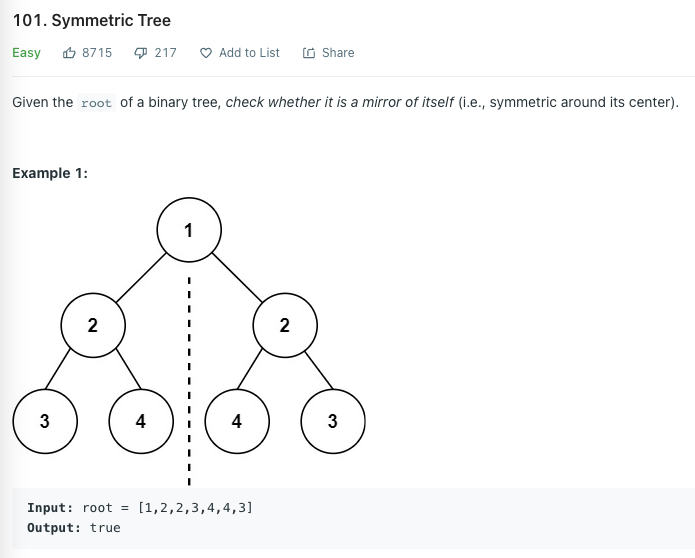 101. Symmetric Tree
Easy 8715 217 Add to List Share
Given the root of a binary tree, check whether it is a mirror of itself (i.e., symmetric around its center).
Example 1:
1
2 2
3 4 4 3
Input: root = [1,2,2,3,4,4,3]
Output: true